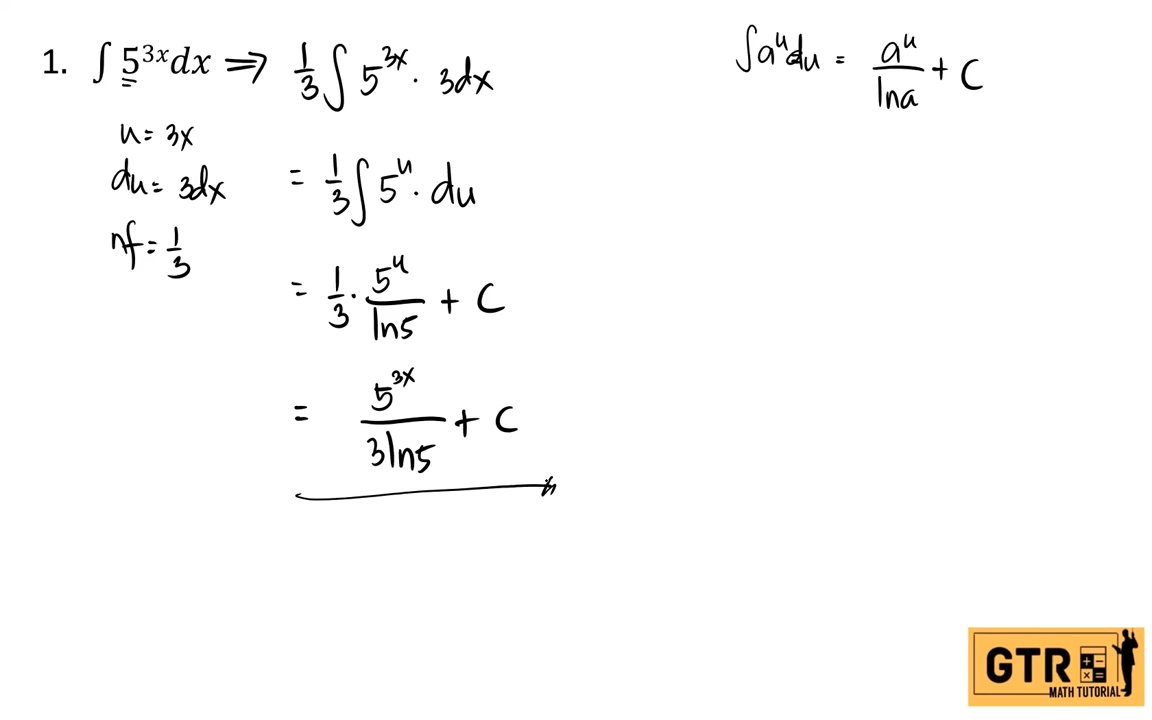 1. ∫ 5^{3x} dx ⟹ 1/3 ∫ 5^{3x} · 3dx
u = 3x
du = 3dx
nf = 1/3
= 1/3 ∫ 5^u · du
= 1/3 · 5^u/ln5 + C
= 5^{3x}/3ln5 + C
∫a^u du = a^u/lna + C
GTR
MATH TUTORIAL